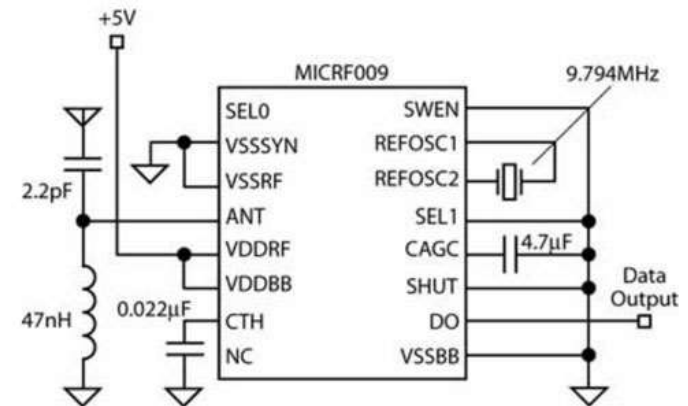 +5V
MICRF009
9.794MHz
SEL0
SWEN
VSSSYN
REFOSC1
VSSRF
REFOSC2
2.2pF
ANT
SEL1
VDDRF
CAGC
4.7µF
VDDBB
SHUT
Data
Output
47nH
0.022µF
CTH
DO
NC
VSSBB